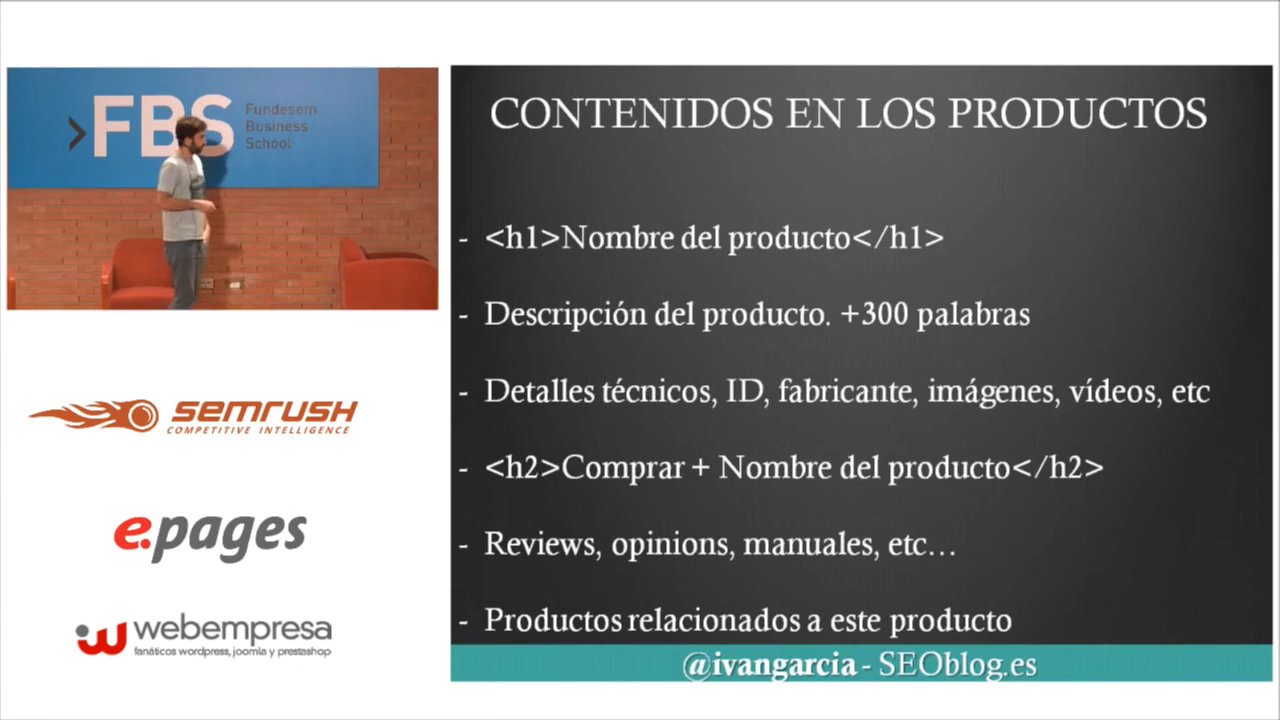 FBS
Fundesem
Business
School
SEMRUSH
COMPETITIVE INTELLIGENCE
e.pages
webempresa
fanáticos wordpress, joomla y prestashop
CONTENIDOS EN LOS PRODUCTOS
- <h1>Nombre del producto</h1>
- Descripción del producto. +300 palabras
- Detalles técnicos, ID, fabricante, imágenes, vídeos, etc
- <h2>Comprar + Nombre del producto</h2>
- Reviews, opinions, manuales, etc…
- Productos relacionados a este producto
@ivangarcia - SEOblog.es